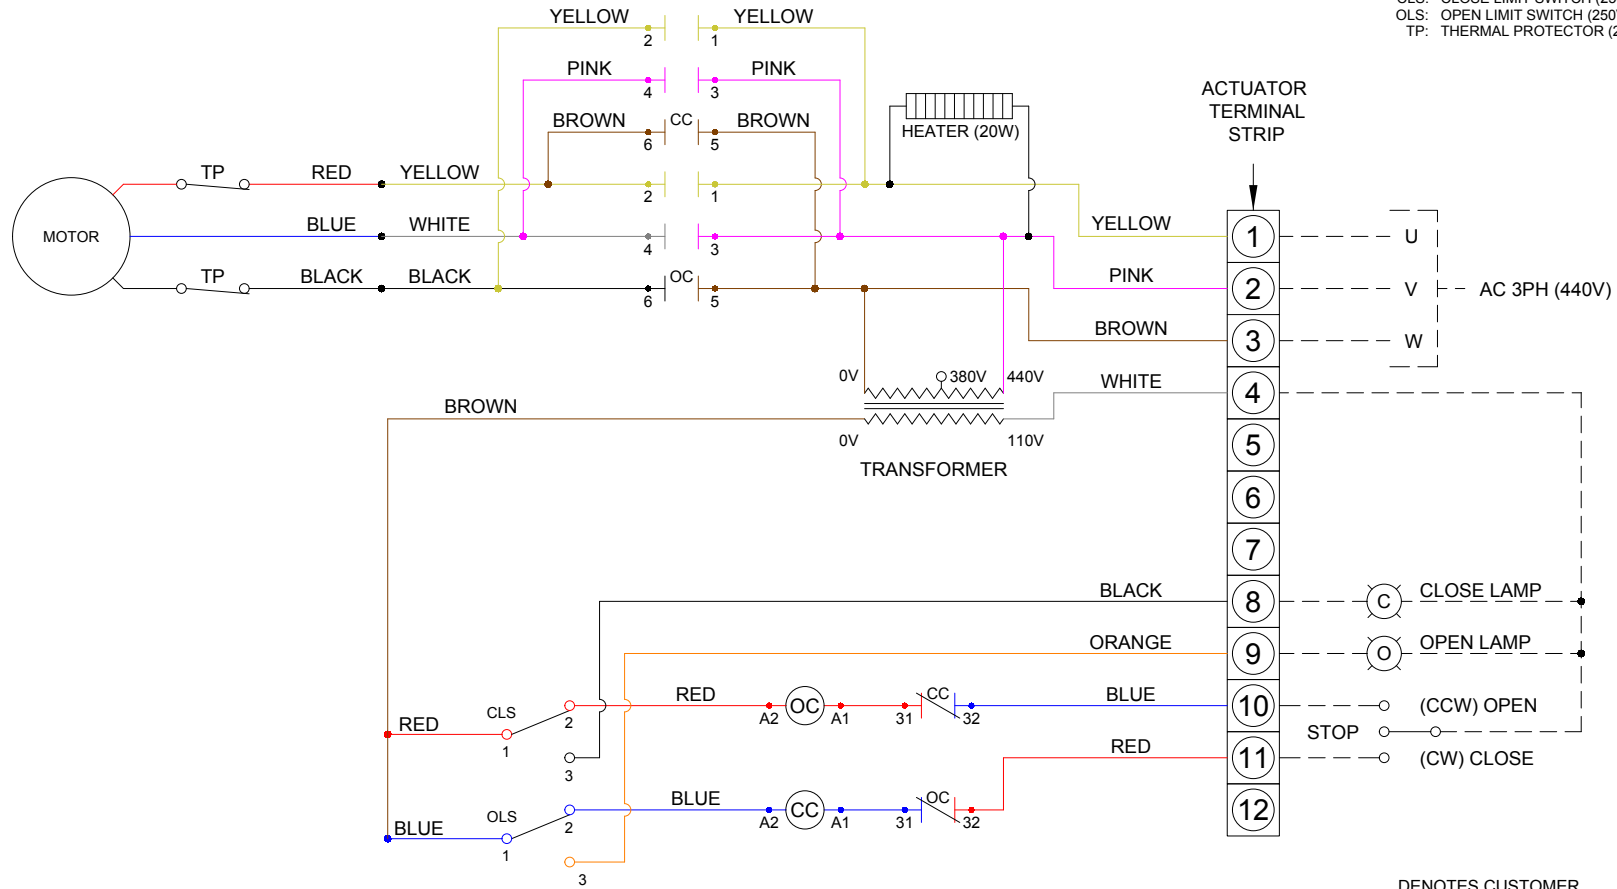 OLS: OPEN LIMIT SWITCH (250
TP: THERMAL PROTECTOR (2
YELLOW YELLOW
2 1
PINK PINK
4 3
BROWN CC BROWN
6 5
HEATER (20W)
ACTUATOR
TERMINAL
STRIP
TP RED YELLOW
2 1
MOTOR BLUE WHITE
4 3
TP BLACK BLACK OC
6 5
YELLOW 1 U
PINK 2 V AC 3PH (440V)
BROWN 3 W
0V 380V 440V
WHITE 4
BROWN
0V 110V
TRANSFORMER
5
6
7
BLACK 8 C CLOSE LAMP
ORANGE 9 O OPEN LAMP
RED CLS 2 RED A2 OC A1 31 CC 32 BLUE 10 (CCW) OPEN
1
STOP
3
RED 11 (CW) CLOSE
BLUE OLS 2 BLUE A2 CC A1 31 OC 32
1
12
3
DENOTES CUSTOMER